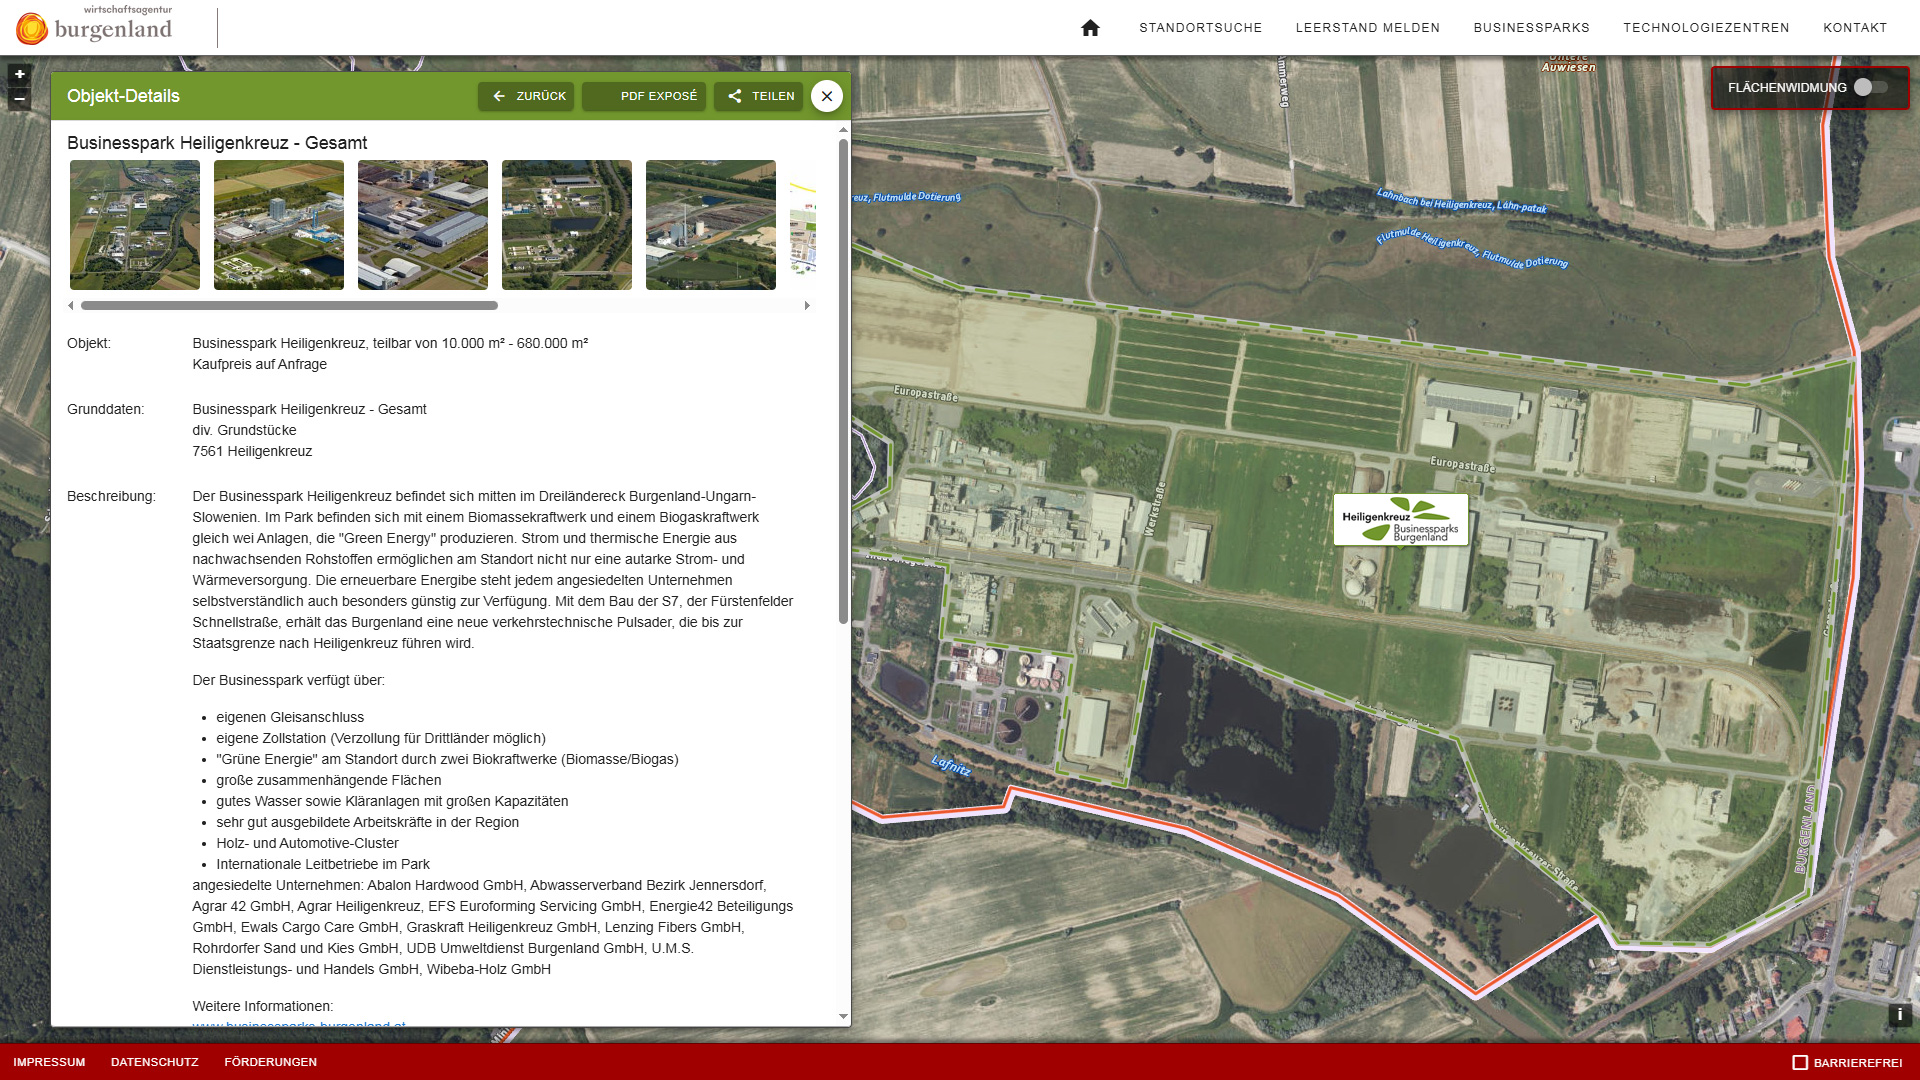 wirtschaftsagentur
burgenland
STANDORTSUCHE
LEERSTAND MELDEN
BUSINESSPARKS
TECHNOLOGIEZENTREN
KONTAKT
+
−
Objekt-Details
ZURÜCK
PDF EXPOSÉ
TEILEN
FLÄCHENWIDMUNG
Businesspark Heiligenkreuz - Gesamt
Objekt:
Businesspark Heiligenkreuz, teilbar von 10.000 m² - 680.000 m²
Kaufpreis auf Anfrage
Grunddaten:
Businesspark Heiligenkreuz - Gesamt
div. Grundstücke
7561 Heiligenkreuz
Beschreibung:
Der Businesspark Heiligenkreuz befindet sich mitten im Dreiländereck Burgenland-Ungarn-
Slowenien. Im Park befinden sich mit einem Biomassekraftwerk und einem Biogaskraftwerk
gleich wei Anlagen, die "Green Energy" produzieren. Strom und thermische Energie aus
nachwachsenden Rohstoffen ermöglichen am Standort nicht nur eine autarke Strom- und
Wärmeversorgung. Die erneuerbare Energibe steht jedem angesiedelten Unternehmen
selbstverständlich auch besonders günstig zur Verfügung. Mit dem Bau der S7, der Fürstenfelder
Schnellstraße, erhält das Burgenland eine neue verkehrstechnische Pulsader, die bis zur
Staatsgrenze nach Heiligenkreuz führen wird.
Der Businesspark verfügt über:
• eigenen Gleisanschluss
• eigene Zollstation (Verzollung für Drittländer möglich)
• "Grüne Energie" am Standort durch zwei Biokraftwerke (Biomasse/Biogas)
• große zusammenhängende Flächen
• gutes Wasser sowie Kläranlagen mit großen Kapazitäten
• sehr gut ausgebildete Arbeitskräfte in der Region
• Holz- und Automotive-Cluster
• Internationale Leitbetriebe im Park
angesiedelte Unternehmen: Abalon Hardwood GmbH, Abwasserverband Bezirk Jennersdorf,
Agrar 42 GmbH, Agrar Heiligenkreuz, EFS Euroforming Servicing GmbH, Energie42 Beteiligungs
GmbH, Ewals Cargo Care GmbH, Graskraft Heiligenkreuz GmbH, Lenzing Fibers GmbH,
Rohrdorfer Sand und Kies GmbH, UDB Umweltdienst Burgenland GmbH, U.M.S.
Dienstleistungs- und Handels GmbH, Wibeba-Holz GmbH
Weitere Informationen:
www.businessparks-burgenland.at
Untere
Auwiesen
Flutmulde Dotierung
Lahnbach bei Heiligenkreuz, Lahn-patak
Flutmulde Heiligenkreuz, Flutmulde Dotierung
Europastraße
Europastraße
Werkstraße
Heiligenkreuz
Businessparks
Burgenland
Lafnitz
BURGENLAND
i
IMPRESSUM
DATENSCHUTZ
FÖRDERUNGEN
BARRIEREFREI